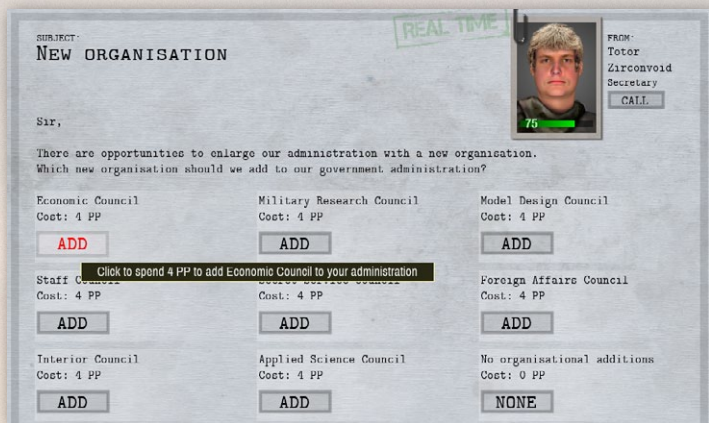 SUBJECT:
NEW ORGANISATION
REAL TIME
FROM:
Totor
Zirconvoid
Secretary
CALL
75
Sir,
There are opportunities to enlarge our administration with a new organisation.
Which new organisation should we add to our government administration?
Economic Council
Cost: 4 PP
ADD
Military Research Council
Cost: 4 PP
ADD
Model Design Council
Cost: 4 PP
ADD
Click to spend 4 PP to add Economic Council to your administration
Staff Council
Cost: 4 PP
ADD
Secret Service Council
Cost: 4 PP
ADD
Foreign Affairs Council
Cost: 4 PP
ADD
Interior Council
Cost: 4 PP
ADD
Applied Science Council
Cost: 4 PP
ADD
No organisational additions
Cost: 0 PP
NONE